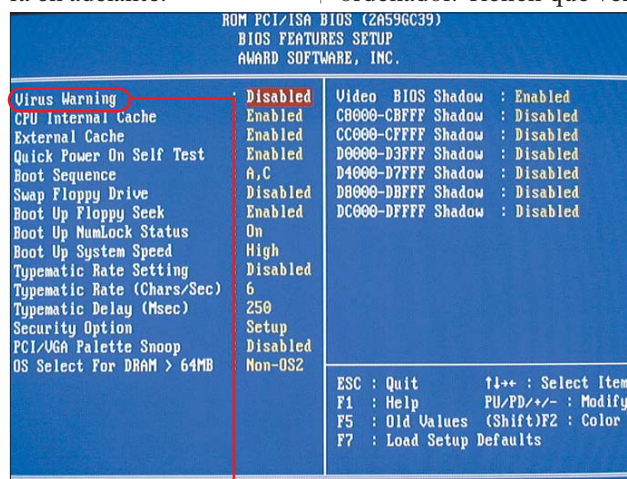 ROM PCI/ISA BIOS (2A59GC39)
BIOS FEATURES SETUP
AWARD SOFTWARE, INC.
Virus Warning : Disabled
CPU Internal Cache : Enabled
External Cache : Enabled
Quick Power On Self Test : Enabled
Boot Sequence : A,C
Swap Floppy Drive : Disabled
Boot Up Floppy Seek : Enabled
Boot Up NumLock Status : On
Boot Up System Speed : High
Typematic Rate Setting : Disabled
Typematic Rate (Chars/Sec) : 6
Typematic Delay (Msec) : 250
Security Option : Setup
PCI/VGA Palette Snoop : Disabled
OS Select For DRAM > 64MB : Non-OS2
Video BIOS Shadow : Enabled
C8000-CBFFF Shadow : Disabled
CC000-CFFFF Shadow : Disabled
D0000-D3FFF Shadow : Disabled
D4000-D7FFF Shadow : Disabled
D8000-DBFFF Shadow : Disabled
DC000-DFFFF Shadow : Disabled
ESC : Quit ↑↓→← : Select Item
F1 : Help PU/PD/+/- : Modify
F5 : Old Values (Shift)F2 : Color
F7 : Load Setup Defaults